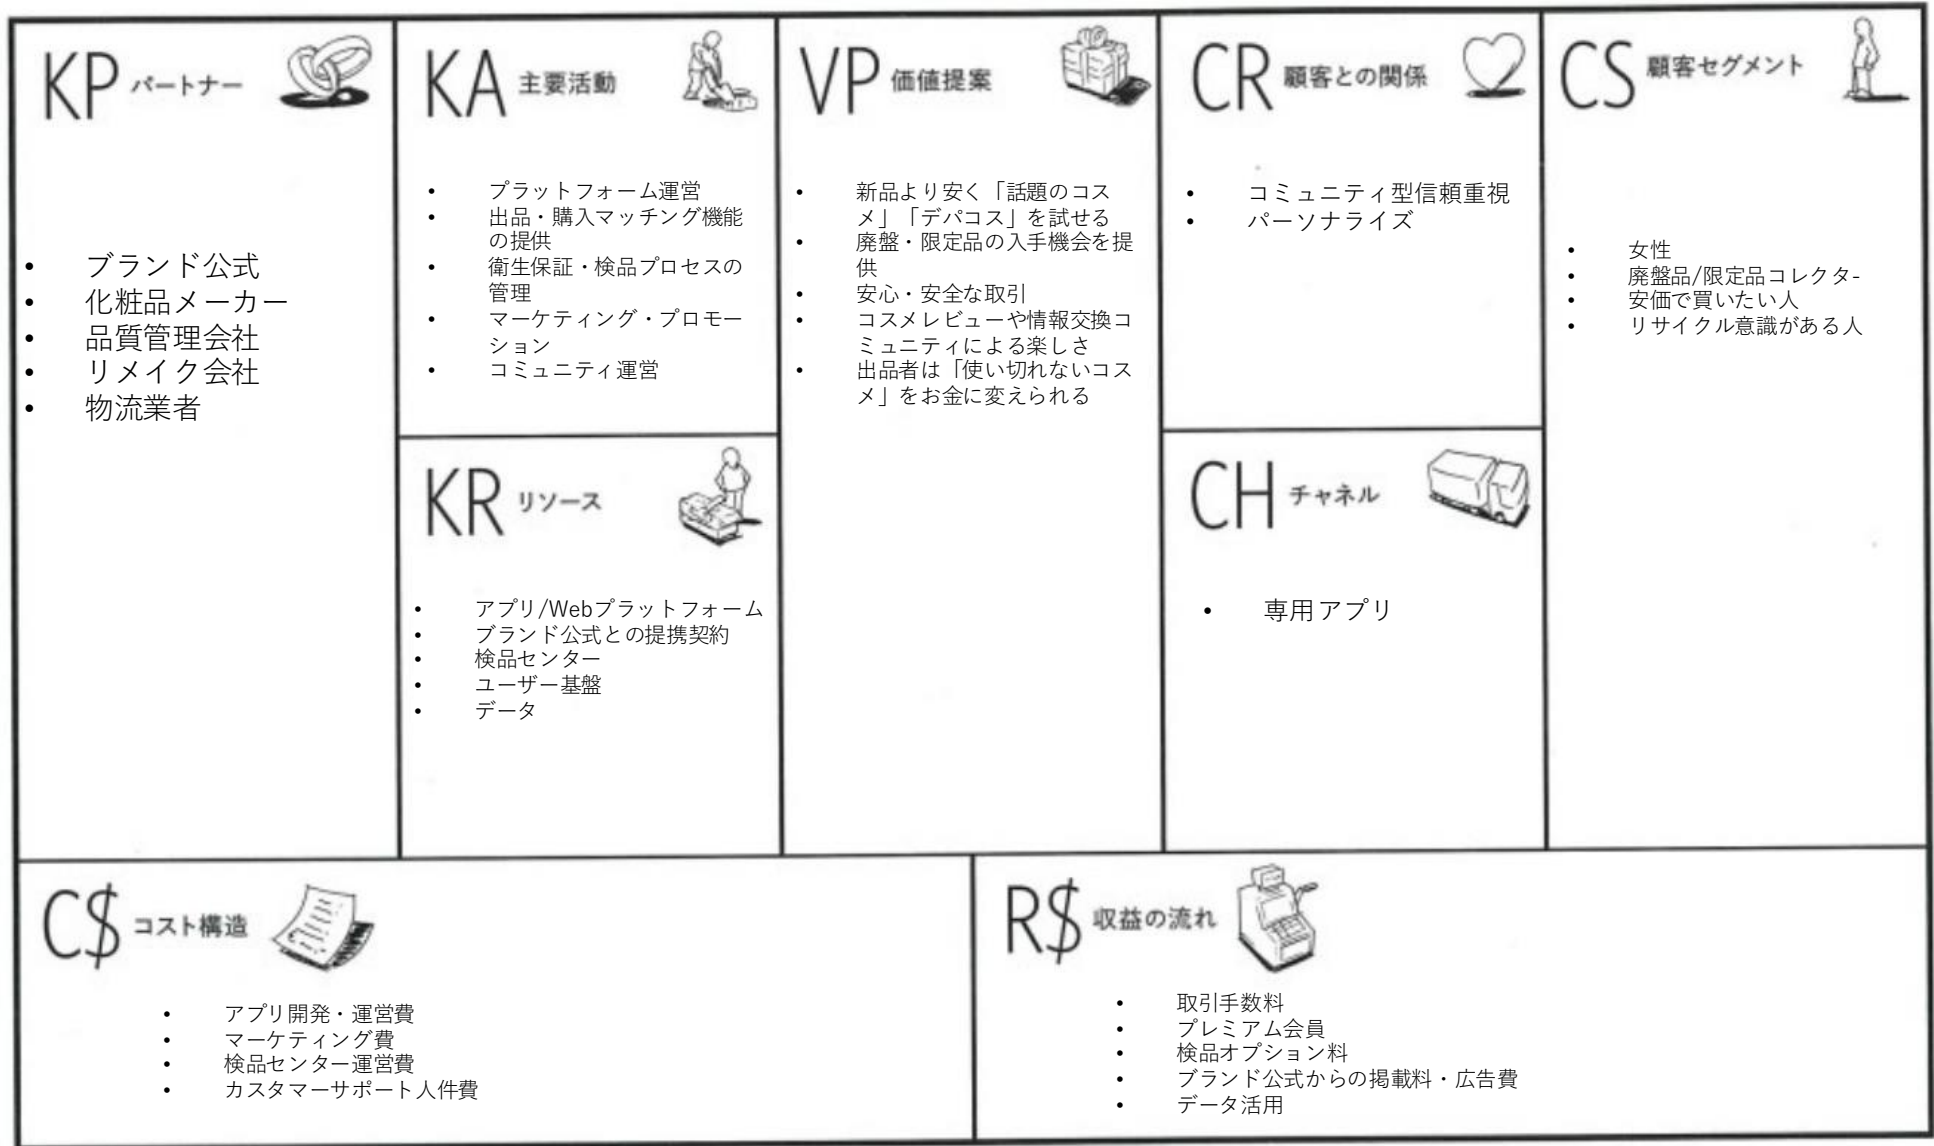 KP パートナー
• ブランド公式
• 化粧品メーカー
• 品質管理会社
• リメイク会社
• 物流業者
KA 主要活動
• プラットフォーム運営
• 出品・購入マッチング機能
の提供
• 衛生保証・検品プロセスの
管理
• マーケティング・プロモー
ション
• コミュニティ運営
KR リソース
• アプリ/Webプラットフォーム
• ブランド公式との提携契約
• 検品センター
• ユーザー基盤
• データ
VP 価値提案
• 新品より安く「話題のコス
メ」「デパコス」を試せる
• 廃盤・限定品の入手機会を提
供
• 安心・安全な取引
• コスメレビューや情報交換コ
ミュニティによる楽しさ
• 出品者は「使い切れないコス
メ」をお金に変えられる
CR 顧客との関係
• コミュニティ型信頼重視
• パーソナライズ
CH チャネル
• 専用アプリ
CS 顧客セグメント
• 女性
• 廃盤品/限定品コレクタ-
• 安価で買いたい人
• リサイクル意識がある人
C$ コスト構造
• アプリ開発・運営費
• マーケティング費
• 検品センター運営費
• カスタマーサポート人件費
R$ 収益の流れ
• 取引手数料
• プレミアム会員
• 検品オプション料
• ブランド公式からの掲載料・広告費
• データ活用